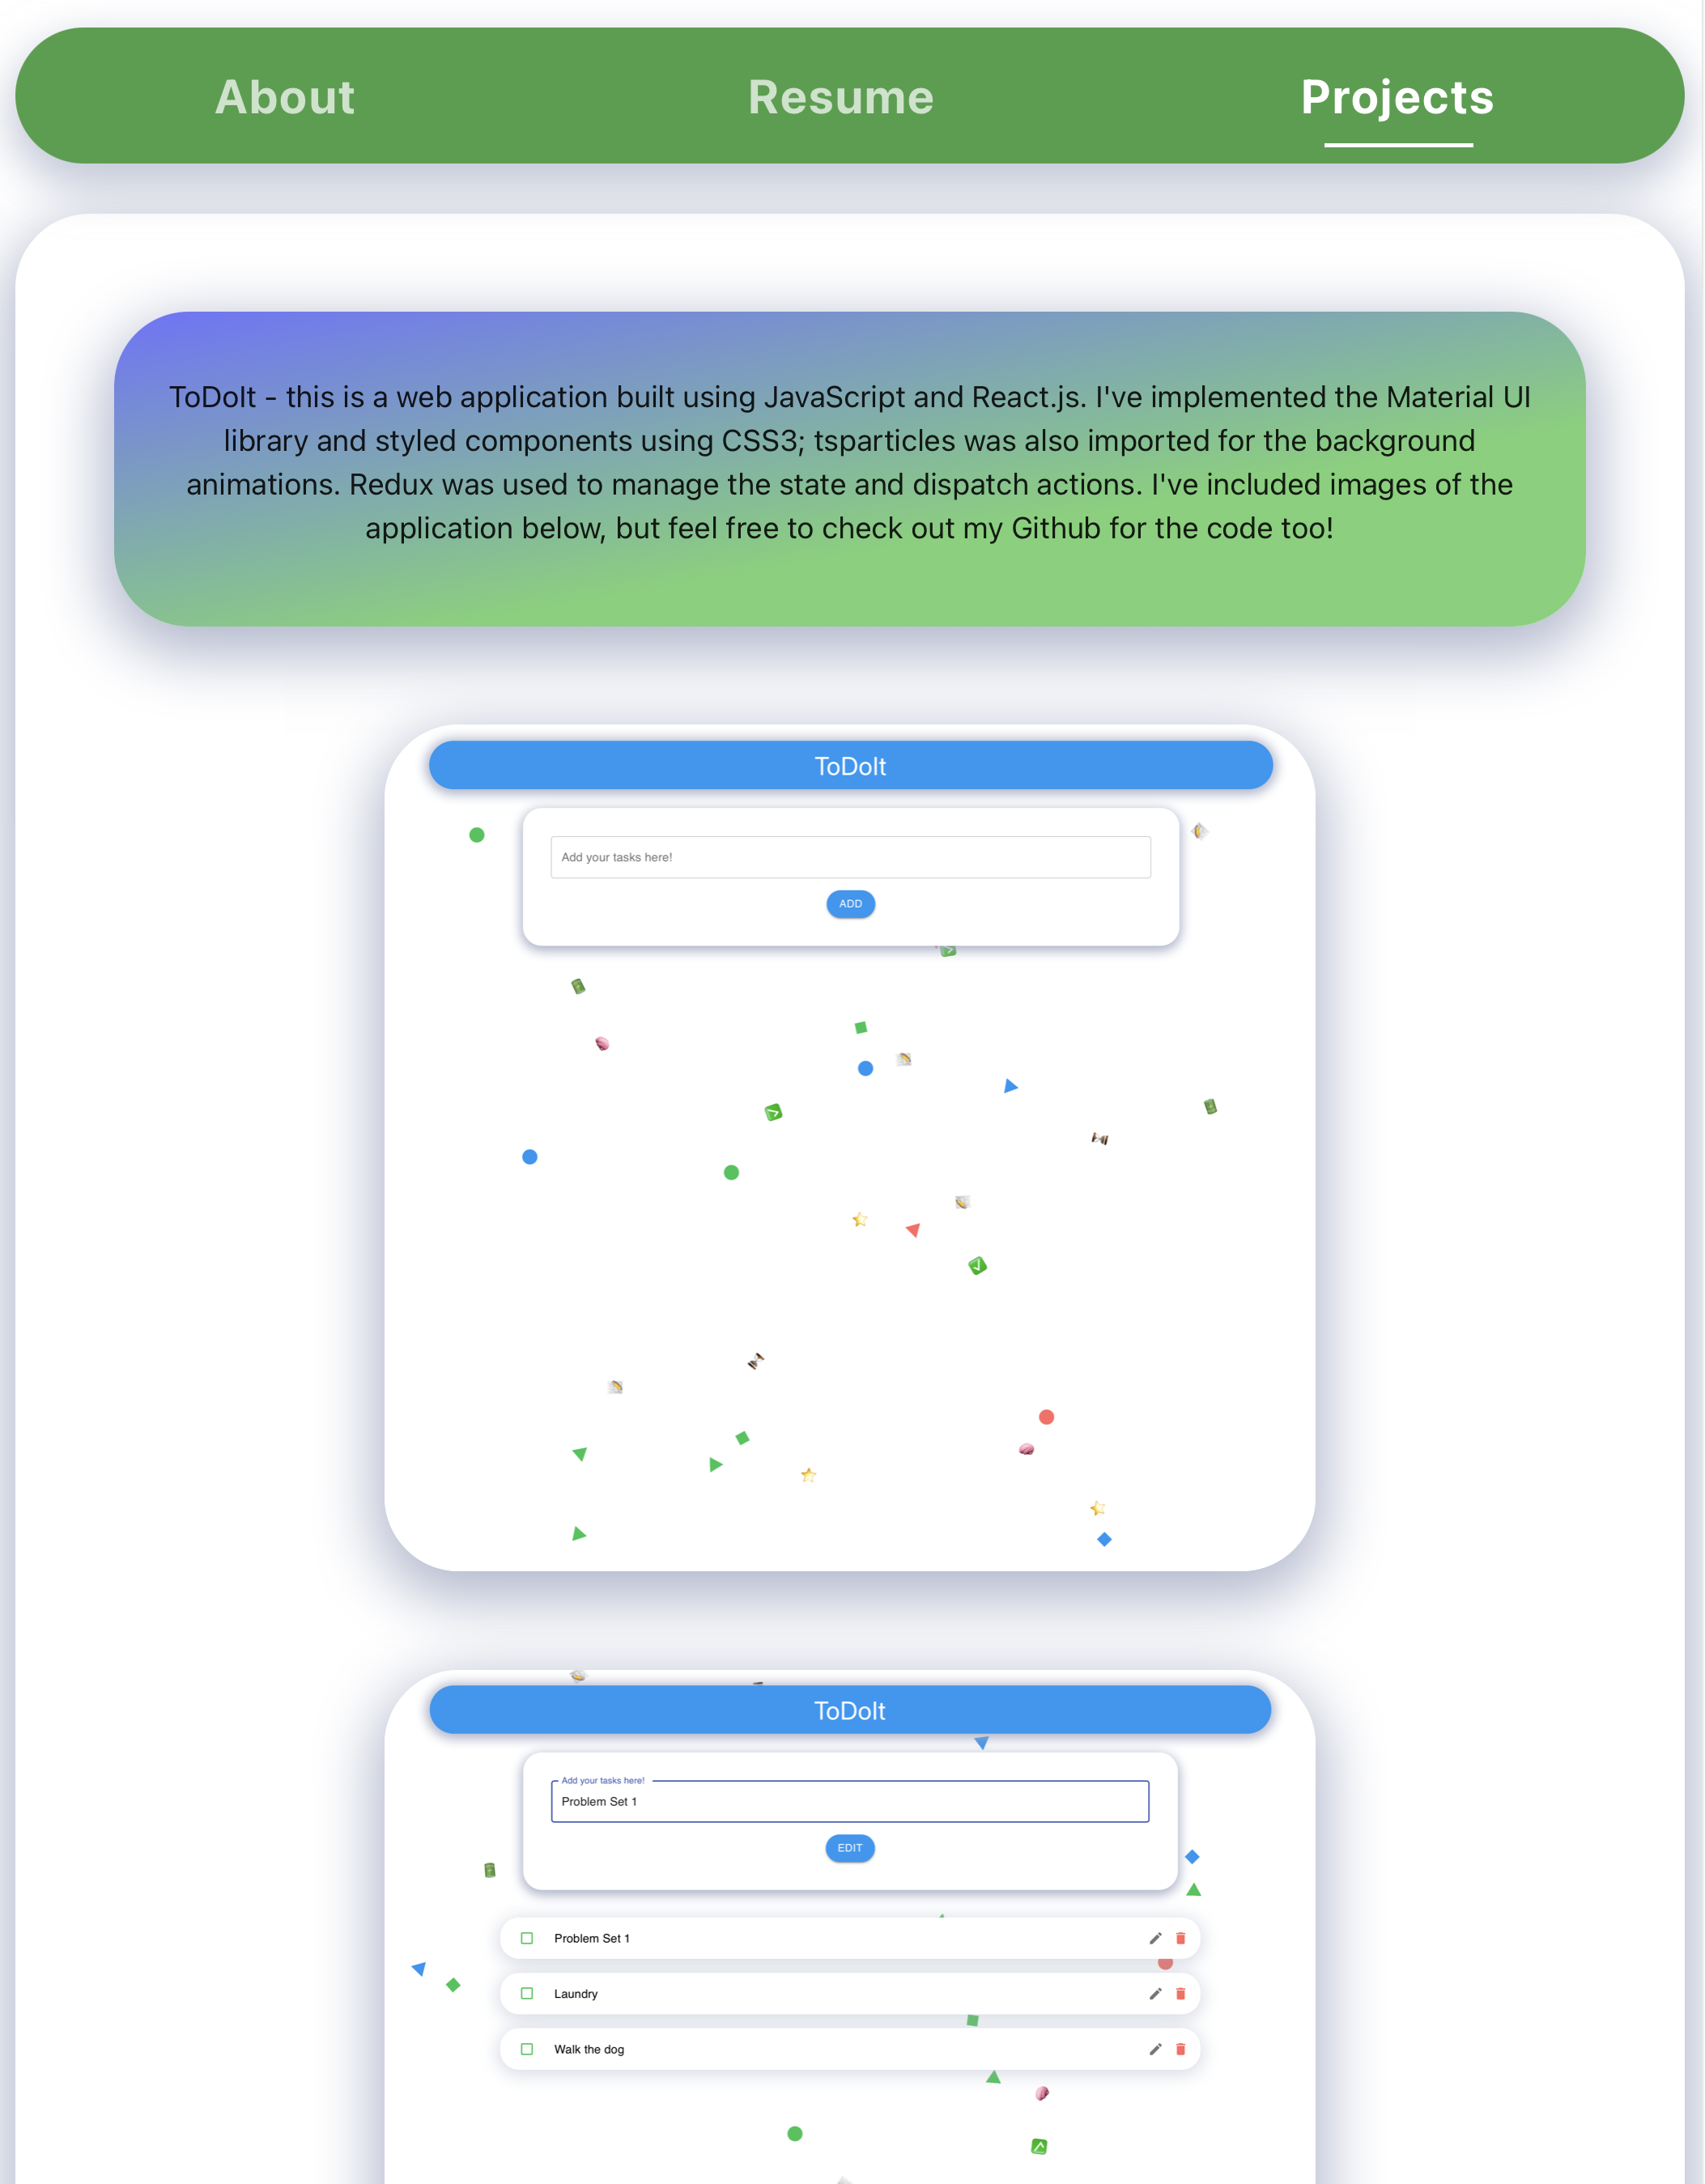 About
Resume
Projects
ToDoIt - this is a web application built using JavaScript and React.js. I've implemented the Material UI
library and styled components using CSS3; tsparticles was also imported for the background
animations. Redux was used to manage the state and dispatch actions. I've included images of the
application below, but feel free to check out my Github for the code too!
ToDoIt
Add your tasks here!
ADD
ToDoIt
Add your tasks here!
Problem Set 1
EDIT
Problem Set 1
Laundry
Walk the dog